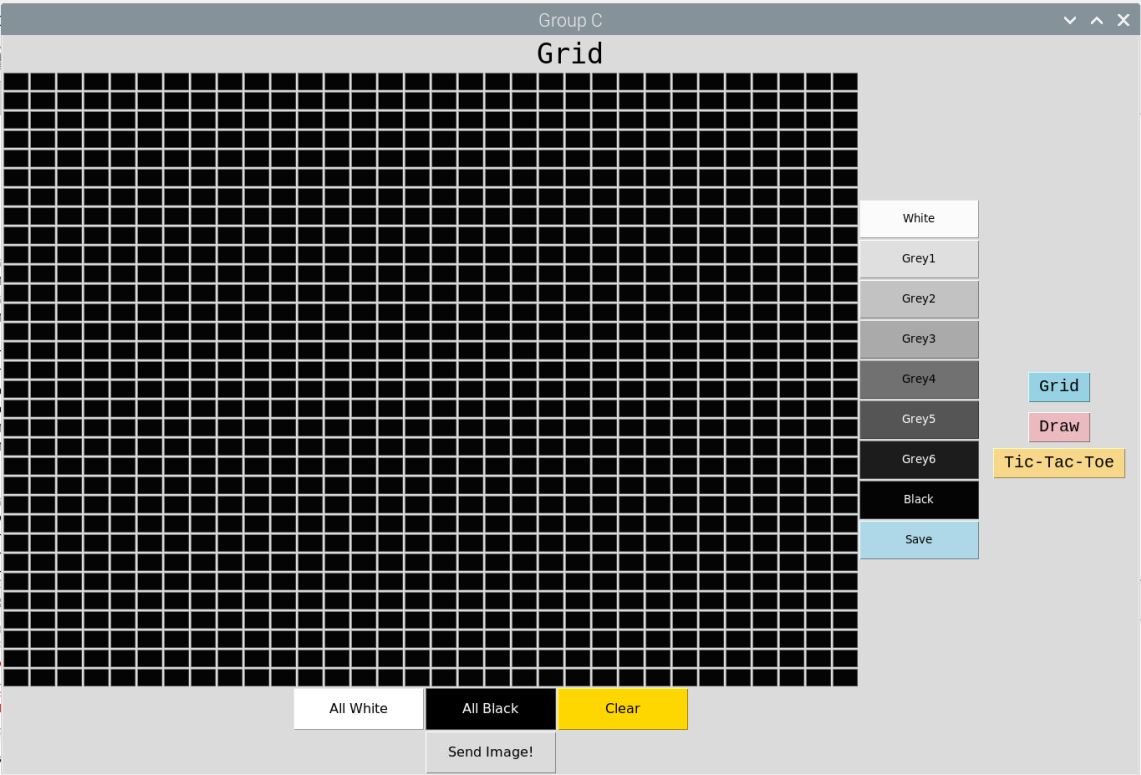 Group C
Grid
White
Grey1
Grey2
Grey3
Grey4
Grey5
Grey6
Black
Save
Grid
Draw
Tic-Tac-Toe
All White
All Black
Clear
Send Image!